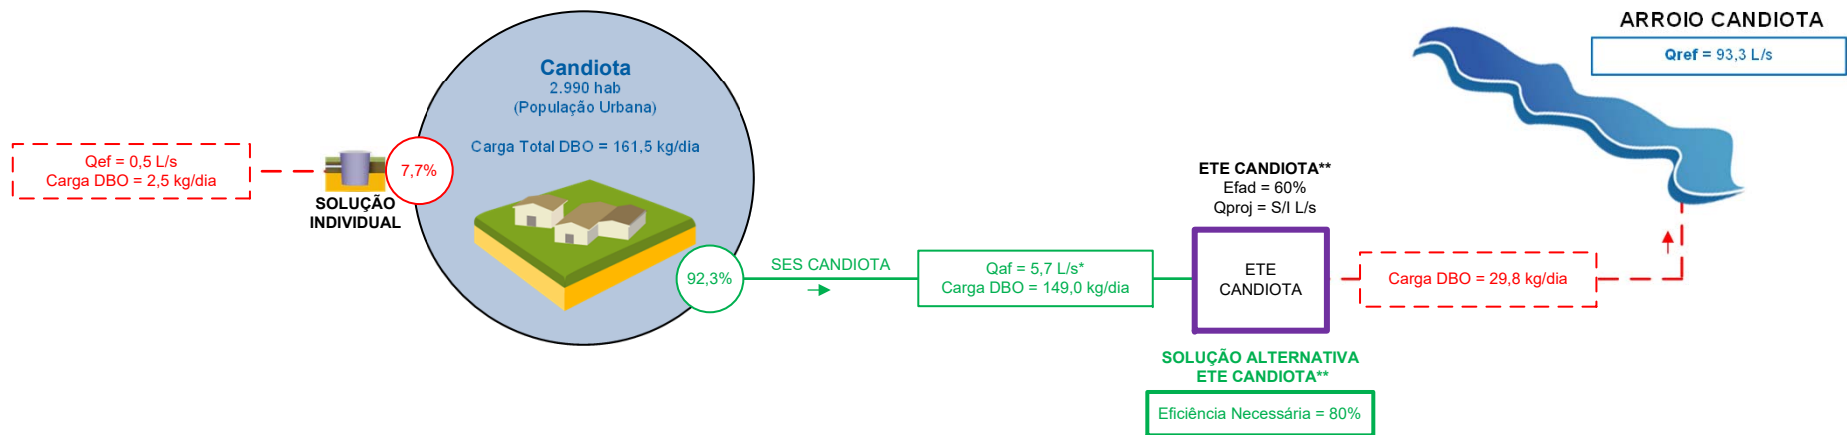 ARROIO CANDIOTA
Qref = 93,3 L/s
Candiota
2.990 hab
(População Urbana)
Carga Total DBO = 161,5 kg/dia
Qef = 0,5 L/s
Carga DBO = 2,5 kg/dia
7,7%
SOLUÇÃO
INDIVIDUAL
92,3%
SES CANDIOTA
Qaf = 5,7 L/s*
Carga DBO = 149,0 kg/dia
ETE CANDIOTA**
Efad = 60%
Qproj = S/I L/s
ETE
CANDIOTA
Carga DBO = 29,8 kg/dia
SOLUÇÃO ALTERNATIVA
ETE CANDIOTA**
Eficiência Necessária = 80%